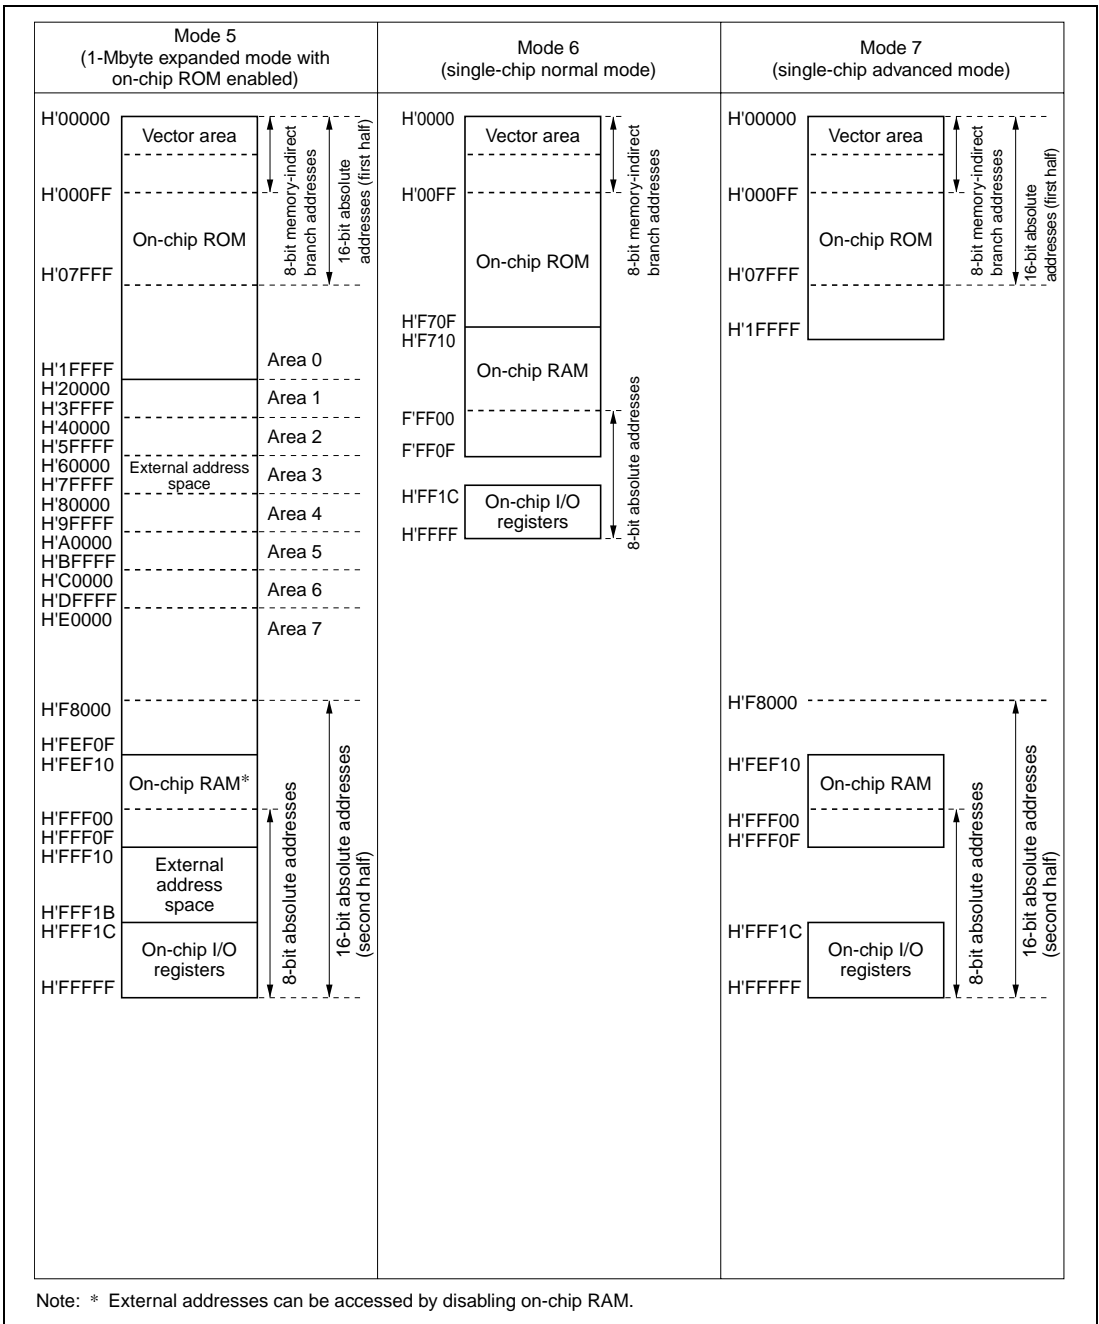 Mode 5
(1-Mbyte expanded mode with
on-chip ROM enabled)
Mode 6
(single-chip normal mode)
Mode 7
(single-chip advanced mode)
H'00000
Vector area
H'000FF
On-chip ROM
H'07FFF
8-bit memory-indirect
branch addresses
16-bit absolute
addresses (first half)
H'1FFFF
Area 0
H'20000
Area 1
H'3FFFF
H'40000
Area 2
H'5FFFF
H'60000
External address
space
Area 3
H'7FFFF
H'80000
Area 4
H'9FFFF
H'A0000
Area 5
H'BFFFF
H'C0000
Area 6
H'DFFFF
H'E0000
Area 7
H'F8000
H'FEF0F
H'FEF10
On-chip RAM*
H'FFF00
H'FFF0F
H'FFF10
External
address
space
H'FFF1B
H'FFF1C
On-chip I/O
registers
H'FFFFF
8-bit absolute addresses
16-bit absolute addresses
(second half)
H'0000
Vector area
H'00FF
On-chip ROM
8-bit memory-indirect
branch addresses
H'F70F
H'F710
On-chip RAM
F'FF00
F'FF0F
H'FF1C
On-chip I/O
registers
H'FFFF
8-bit absolute addresses
H'00000
Vector area
H'000FF
On-chip ROM
H'07FFF
H'1FFFF
8-bit memory-indirect
branch addresses
16-bit absolute
addresses (first half)
H'F8000
H'FEF10
On-chip RAM
H'FFF00
H'FFF0F
H'FFF1C
On-chip I/O
registers
H'FFFFF
8-bit absolute addresses
16-bit absolute addresses
(second half)
Note: * External addresses can be accessed by disabling on-chip RAM.